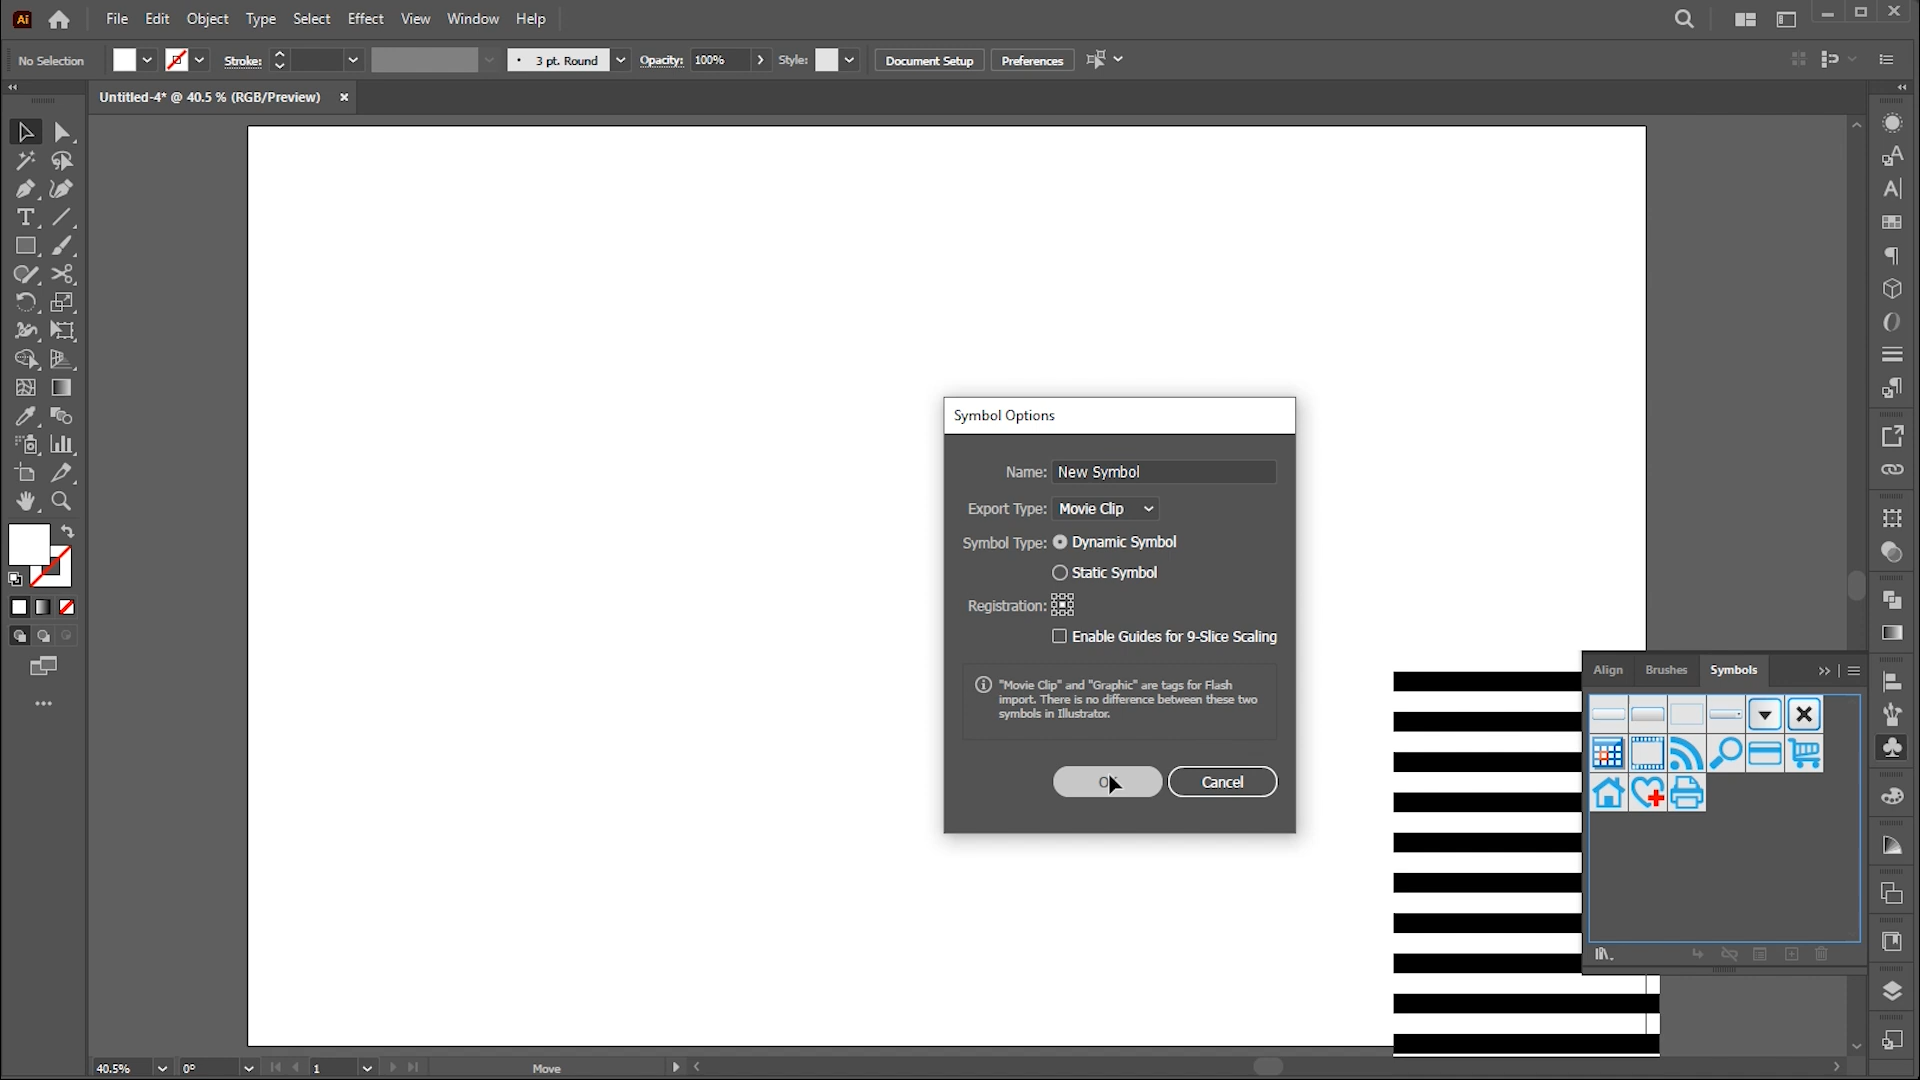 Ai File Edit Object Type Select Effect View Window Help
No Selection Stroke: 3 pt. Round Opacity: 100% Style: Document Setup Preferences
Untitled-4* @ 40.5 % (RGB/Preview)
Symbol Options
Name: New Symbol
Export Type: Movie Clip
Symbol Type: Dynamic Symbol
Static Symbol
Registration:
Enable Guides for 9-Slice Scaling
"Movie Clip" and "Graphic" are tags for Flash
import. There is no difference between these two
symbols in Illustrator.
Cancel
Align Brushes Symbols
40.5% 0° 1 Move